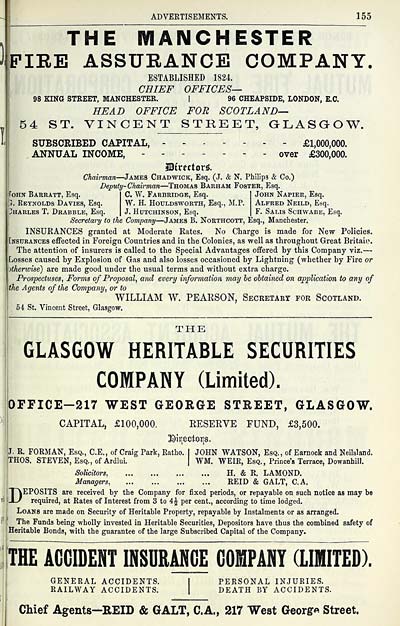 ADVERTISEMENTS. 155
THE MANCHESTER
FIRE ASSURANCE COMPANY.
ESTABLISHED 1824.
CHIEF OFFICES—
98 KING STREET, MANCHESTER. | 96 CHEAPSIDE, LONDON, E.C.
HEAD OFFICE FOR SCOTLAND—
54 ST. VINCENT STREET, GLASGOW.
SUBSCRIBED CAPITAL, - - - - - £1,000,000.
ANNUAL INCOME, - - - - - over £300,000.
Directors.
Chairman—JAMES CHADWICK, Esq. (J. & N. Philips & Co.)
Deputy-Chairman—THOMAS BARHAM FOSTER, Esq.
JOHN BARRATT, Esq. | C. W. FARBRIDGE, Esq. | JOHN NAPIER, Esq.
G. REYNOLDS DAVIES, Esq. | W. H. HOULDSWORTH, Esq., M.P. | ALFRED NEILD, Esq.
CHARLES T. DRABBLE, Esq. | J. HUTCHINSON, Esq. | F. SALIS SCHWABE, Esq.
Secretary to the Company—JAMES B. NORTHCOTT, Esq., Manchester.
INSURANCES granted at Moderate Rates. No Charge is made for New Policies.
INSURANCES effected in Foreign Countries and in the Colonies, as well as throughout Great Britain.
The attention of insurers is called to the Special Advantages offered by this Company viz.—
Losses caused by Explosion of Gas and also losses occasioned by Lightning (whether by Fire or
otherwise) are made good under the usual terms and without extra charge.
Prospectuses, Forms of Proposal, and every information may be obtained on application to any of
the Agents of the Company, or to
WILLIAM W. PEARSON, SECRETARY FOR SCOTLAND.
54 St. Vincent Street, Glasgow.
THE
GLASGOW HERITABLE SECURITIES
COMPANY (Limited).
OFFICE—217 WEST GEORGE STREET, GLASGOW.
CAPITAL, £100,000. RESERVE FUND, £3,500.
Directors.
J. R. FORMAN, Esq., C.E., of Craig Park, Ratho. | JOHN WATSON, Esq., of Earnock and Neilsland.
THOS. STEVEN, Esq., of Ardlui. | WM. WEIR, Esq., Prince's Terrace, Dowanhill.
Solicitors, ... ... ... ... H. & R. LAMOND.
Managers, ... ... ... ... REID & GALT, C.A.
DEPOSITS are received by the Company for fixed periods, or repayable on such notice as may be
required, at Rates of Interest from 3 to 4½ per cent., according to time lodged.
LOANS are made on Security of Heritable Property, repayable by Instalments or as arranged.
The Funds being wholly invested in Heritable Securities, Depositors have thus the combined safety of
Heritable Bonds, with the guarantee of the large Subscribed Capital of the Company.
THE ACCIDENT INSURANCE COMPANY (LIMITED).
GENERAL ACCIDENTS. | PERSONAL INJURIES.
RAILWAY ACCIDENTS. | DEATH BY ACCIDENTS.
Chief Agents—REID & GALT, C.A., 217 West George Street.